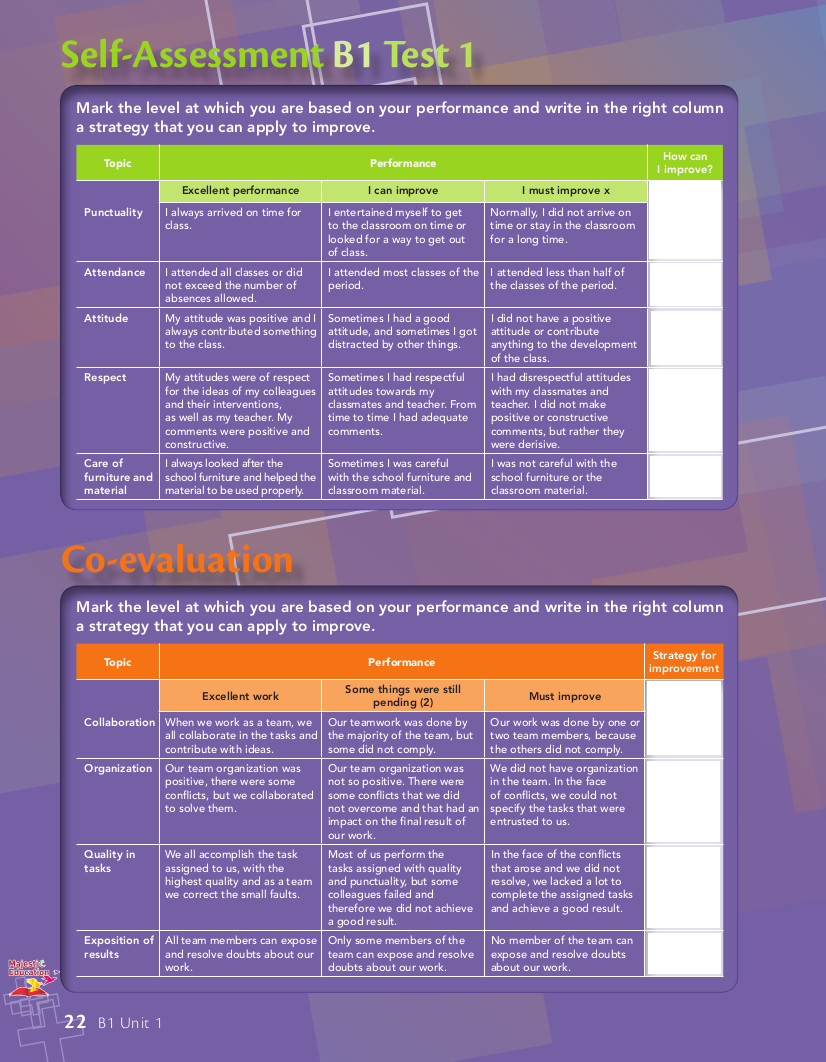 Self-Assessment B1 Test 1
Mark the level at which you are based on your performance and write in the right column
a strategy that you can apply to improve.
Topic
Performance
How can
I improve?
Excellent performance
I can improve
I must improve x
Punctuality
I always arrived on time for
class.
I entertained myself to get
to the classroom on time or
looked for a way to get out
of class.
Normally, I did not arrive on
time or stay in the classroom
for a long time.
Attendance
I attended all classes or did
not exceed the number of
absences allowed.
I attended most classes of the
period.
I attended less than half of
the classes of the period.
Attitude
My attitude was positive and I
always contributed something
to the class.
Sometimes I had a good
attitude, and sometimes I got
distracted by other things.
I did not have a positive
attitude or contribute
anything to the development
of the class.
Respect
My attitudes were of respect
for the ideas of my colleagues
and their interventions,
as well as my teacher. My
comments were positive and
constructive.
Sometimes I had respectful
attitudes towards my
classmates and teacher. From
time to time I had adequate
comments.
I had disrespectful attitudes
with my classmates and
teacher. I did not make
positive or constructive
comments, but rather they
were derisive.
Care of
furniture and
material
I always looked after the
school furniture and helped the
material to be used properly.
Sometimes I was careful
with the school furniture and
classroom material.
I was not careful with the
school furniture or the
classroom material.
Co-evaluation
Mark the level at which you are based on your performance and write in the right column
a strategy that you can apply to improve.
Topic
Performance
Strategy for
improvement
Excellent work
Some things were still
pending (2)
Must improve
Collaboration
When we work as a team, we
all collaborate in the tasks and
contribute with ideas.
Our teamwork was done by
the majority of the team, but
some did not comply.
Our work was done by one or
two team members, because
the others did not comply.
Organization
Our team organization was
positive, there were some
conflicts, but we collaborated
to solve them.
Our team organization was
not so positive. There were
some conflicts that we did
not overcome and that had an
impact on the final result of
our work.
We did not have organization
in the team. In the face
of conflicts, we could not
specify the tasks that were
entrusted to us.
Quality in
tasks
We all accomplish the task
assigned to us, with the
highest quality and as a team
we correct the small faults.
Most of us perform the
tasks assigned with quality
and punctuality, but some
colleagues failed and
therefore we did not achieve
a good result.
In the face of the conflicts
that arose and we did not
resolve, we lacked a lot to
complete the assigned tasks
and achieve a good result.
Exposition of
results
All team members can expose
and resolve doubts about our
work.
Only some members of the
team can expose and resolve
doubts about our work.
No member of the team can
expose and resolve doubts
about our work.
Majestic
Education
22 B1 Unit 1